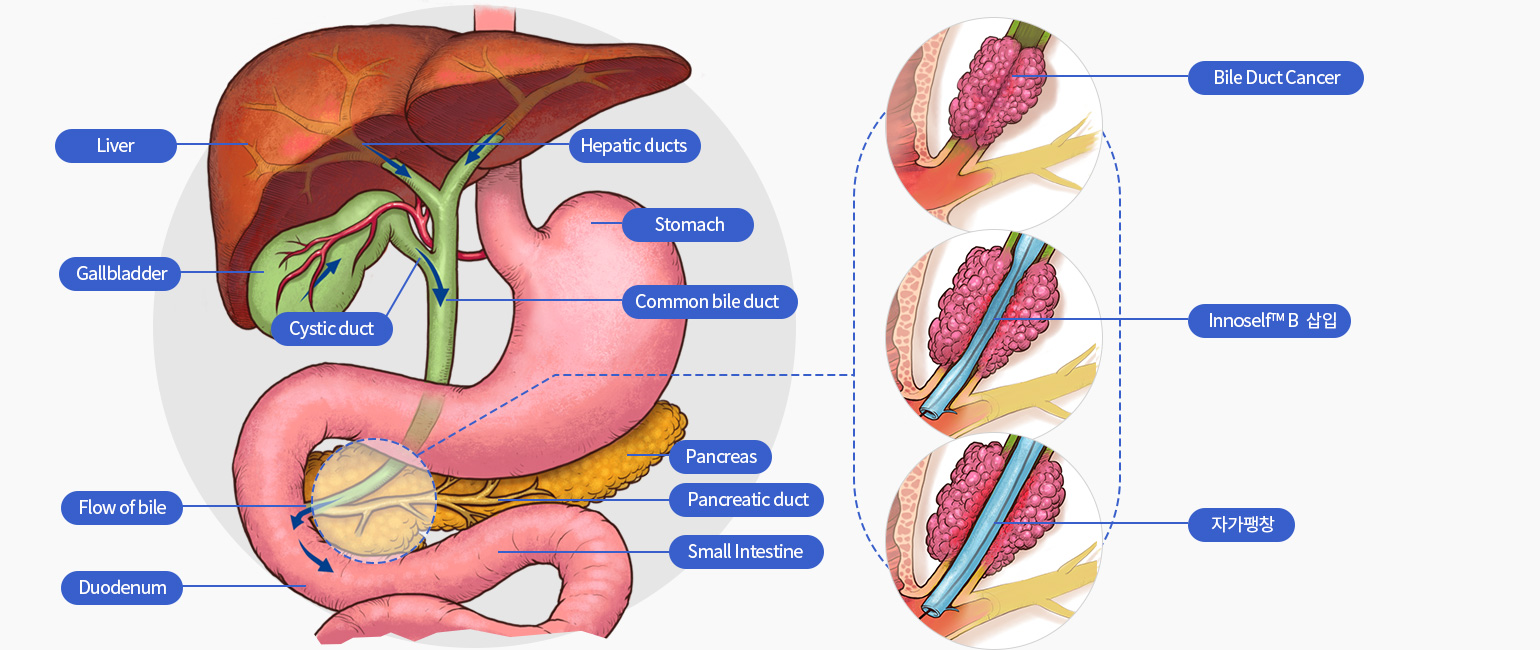 Liver
Hepatic ducts
Stomach
Gallbladder
Common bile duct
Cystic duct
Pancreas
Pancreatic duct
Flow of bile
Small Intestine
Duodenum
Bile Duct Cancer
Innoself™ B 삽입
자가팽창